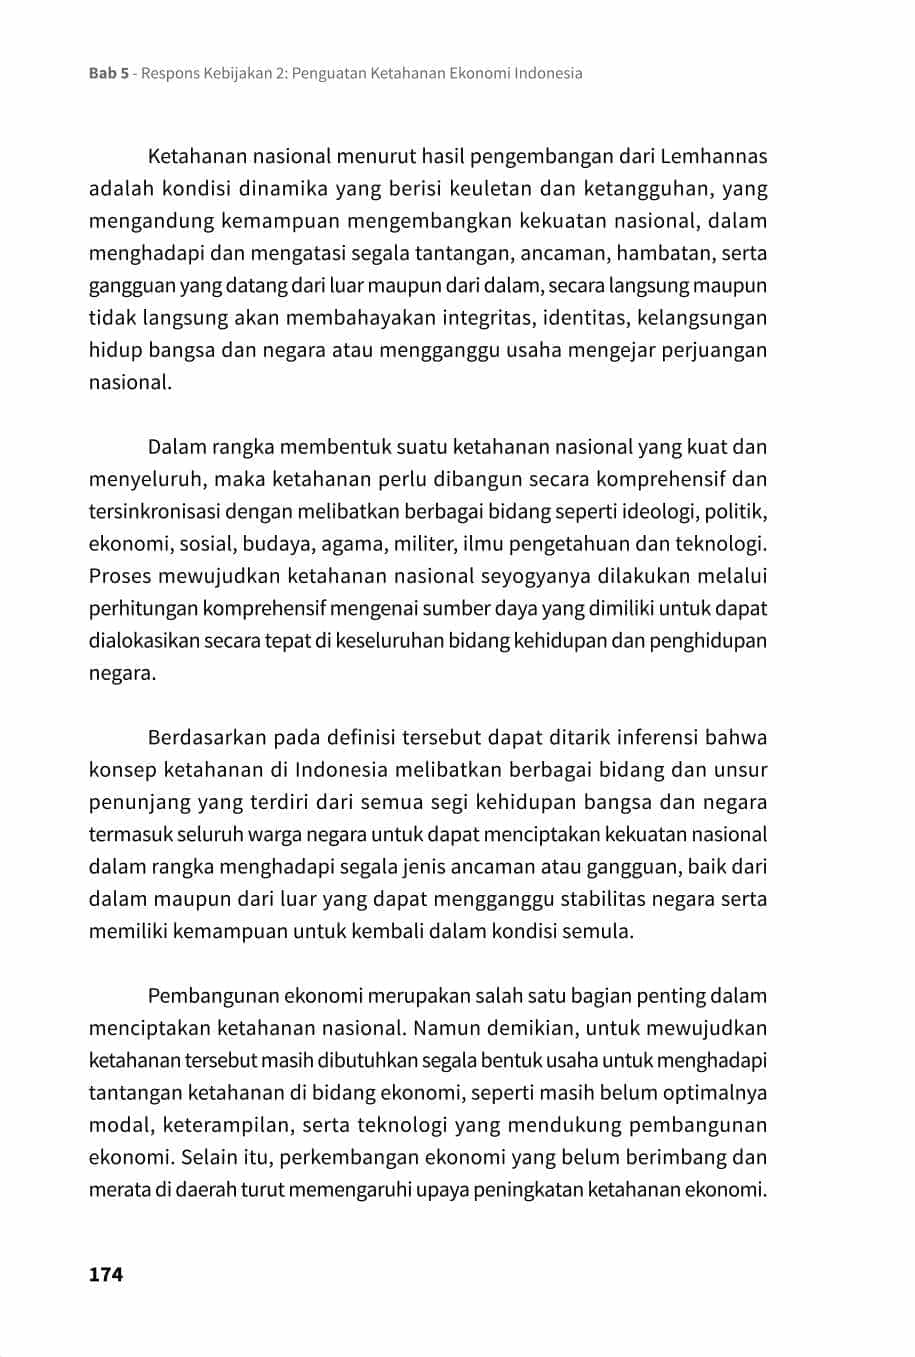 Bab 5 - Respons Kebijakan 2: Penguatan Ketahanan Ekonomi Indonesia
Ketahanan nasional menurut hasil pengembangan dari Lemhannas
adalah kondisi dinamika yang berisi keuletan dan ketangguhan, yang
mengandung kemampuan mengembangkan kekuatan nasional, dalam
menghadapi dan mengatasi segala tantangan, ancaman, hambatan, serta
gangguan yang datang dari luar maupun dari dalam, secara langsung maupun
tidak langsung akan membahayakan integritas, identitas, kelangsungan
hidup bangsa dan negara atau mengganggu usaha mengejar perjuangan
nasional.
Dalam rangka membentuk suatu ketahanan nasional yang kuat dan
menyeluruh, maka ketahanan perlu dibangun secara komprehensif dan
tersinkronisasi dengan melibatkan berbagai bidang seperti ideologi, politik,
ekonomi, sosial, budaya, agama, militer, ilmu pengetahuan dan teknologi.
Proses mewujudkan ketahanan nasional seyogyanya dilakukan melalui
perhitungan komprehensif mengenai sumber daya yang dimiliki untuk dapat
dialokasikan secara tepat di keseluruhan bidang kehidupan dan penghidupan
negara.
Berdasarkan pada definisi tersebut dapat ditarik inferensi bahwa
konsep ketahanan di Indonesia melibatkan berbagai bidang dan unsur
penunjang yang terdiri dari semua segi kehidupan bangsa dan negara
termasuk seluruh warga negara untuk dapat menciptakan kekuatan nasional
dalam rangka menghadapi segala jenis ancaman atau gangguan, baik dari
dalam maupun dari luar yang dapat mengganggu stabilitas negara serta
memiliki kemampuan untuk kembali dalam kondisi semula.
Pembangunan ekonomi merupakan salah satu bagian penting dalam
menciptakan ketahanan nasional. Namun demikian, untuk mewujudkan
ketahanan tersebut masih dibutuhkan segala bentuk usaha untuk menghadapi
tantangan ketahanan di bidang ekonomi, seperti masih belum optimalnya
modal, keterampilan, serta teknologi yang mendukung pembangunan
ekonomi. Selain itu, perkembangan ekonomi yang belum berimbang dan
merata di daerah turut memengaruhi upaya peningkatan ketahanan ekonomi.
174